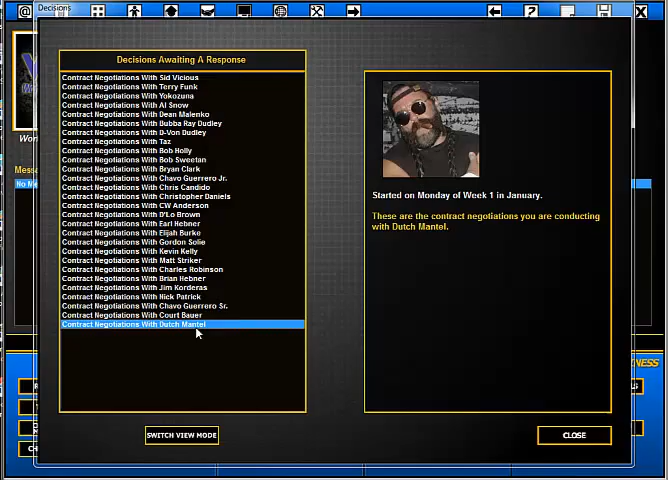 Decisions
Decisions Awaiting A Response
Contract Negotiations With Sid Vicious
Contract Negotiations With Terry Funk
Contract Negotiations With Yokozuna
Contract Negotiations With Al Snow
Contract Negotiations With Dean Malenko
Contract Negotiations With Bubba Ray Dudley
Contract Negotiations With D-Von Dudley
Contract Negotiations With Taz
Contract Negotiations With Bob Holly
Contract Negotiations With Bob Sweetan
Contract Negotiations With Bryan Clark
Contract Negotiations With Chavo Guerrero Jr.
Contract Negotiations With Chris Candido
Contract Negotiations With Christopher Daniels
Contract Negotiations With CW Anderson
Contract Negotiations With D'Lo Brown
Contract Negotiations With Earl Hebner
Contract Negotiations With Elijah Burke
Contract Negotiations With Gordon Solie
Contract Negotiations With Kevin Kelly
Contract Negotiations With Matt Striker
Contract Negotiations With Charles Robinson
Contract Negotiations With Brian Hebner
Contract Negotiations With Jim Korderas
Contract Negotiations With Nick Patrick
Contract Negotiations With Chavo Guerrero Sr.
Contract Negotiations With Court Bauer
Contract Negotiations With Dutch Mantel
SWITCH VIEW MODE
Started on Monday of Week 1 in January.
These are the contract negotiations you are conducting
with Dutch Mantel.
CLOSE